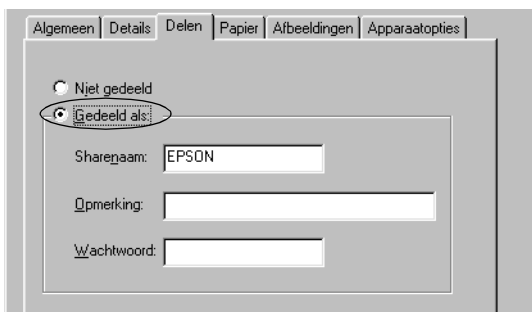 Algemeen Details Delen Papier Afbeeldingen Apparaatopties
Niet gedeeld
Gedeeld als:
Sharenaam: EPSON
Opmerking:
Wachtwoord: